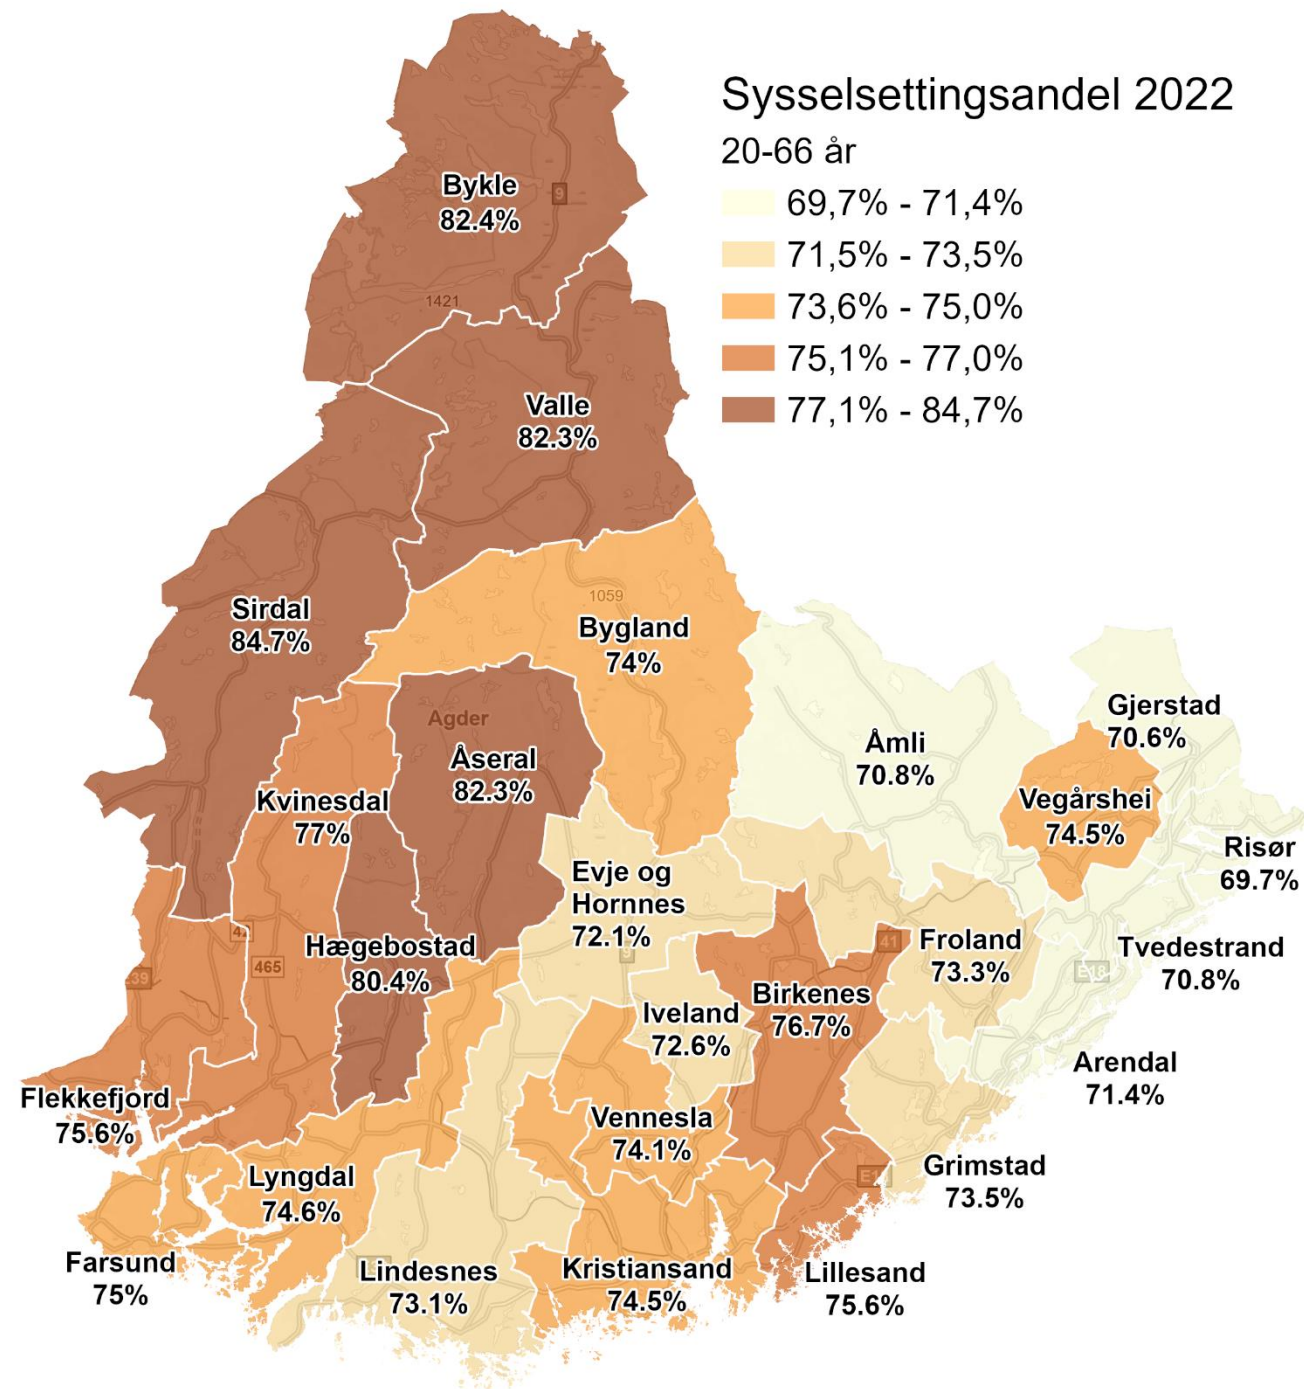 Sysselsettingsandel 2022
20-66 år
69,7% - 71,4%
71,5% - 73,5%
73,6% - 75,0%
75,1% - 77,0%
77,1% - 84,7%
Bykle
82.4%
9
1421
Valle
82.3%
Sirdal
84.7%
1059
Bygland
74%
Agder
Åseral
82.3%
Kvinesdal
77%
Åmli
70.8%
Gjerstad
70.6%
Vegårshei
74.5%
Risør
69.7%
Evje og
Hornnes
72.1%
9
Hægebostad
80.4%
465
41
Froland
73.3%
Tvedestrand
70.8%
E18
Birkenes
76.7%
Iveland
72.6%
Arendal
71.4%
Flekkefjord
75.6%
Vennesla
74.1%
Lyngdal
74.6%
Grimstad
73.5%
Farsund
75%
Lindesnes
73.1%
Kristiansand
74.5%
Lillesand
75.6%